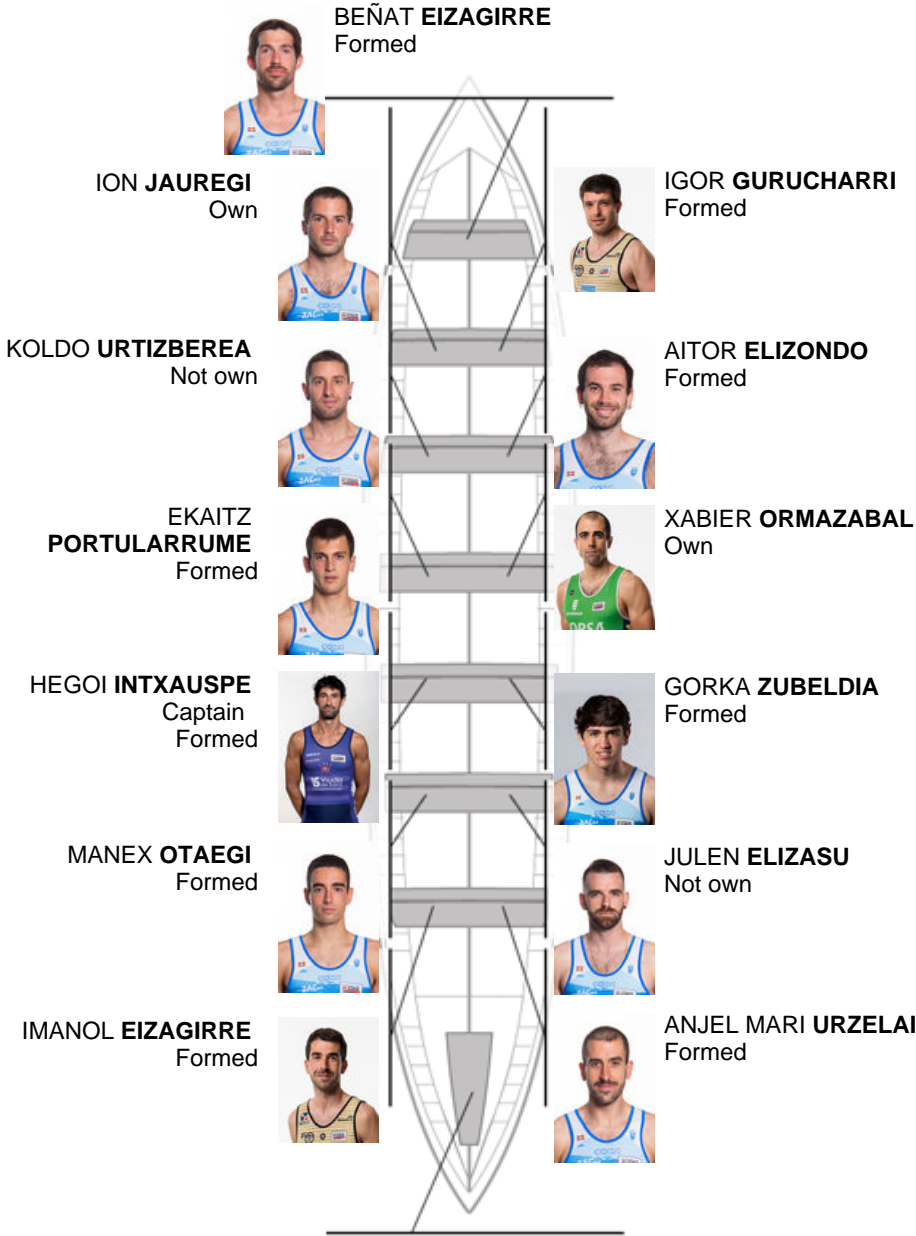 BEÑAT EIZAGIRRE
Formed
ION JAUREGI
Own
IGOR GURUCHARRI
Formed
KOLDO URTIZBEREA
Not own
AITOR ELIZONDO
Formed
EKAITZ
PORTULARRUME
Formed
XABIER ORMAZABAL
Own
HEGOI INTXAUSPE
Captain
Formed
GORKA ZUBELDIA
Formed
MANEX OTAEGI
Formed
JULEN ELIZASU
Not own
IMANOL EIZAGIRRE
Formed
ANJEL MARI URZELAI
Formed